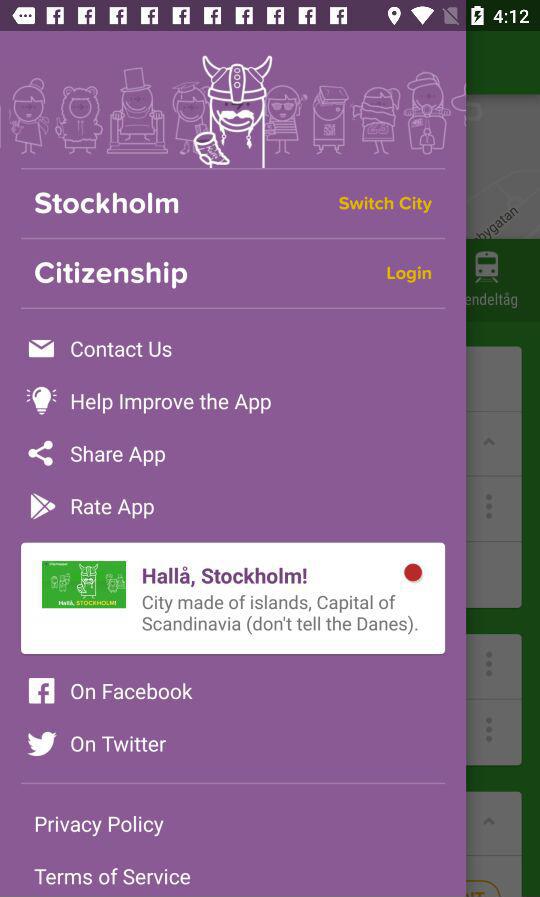 4:12
Stockholm
Switch City
bygatan
Citizenship
Login
endeltåg
Contact Us
Help Improve the App
Share App
Rate App
Hallå, Stockholm!
City made of islands, Capital of
Scandinavia (don't tell the Danes).
Hallå, STOCKHOLM!
On Facebook
On Twitter
Privacy Policy
Terms of Service